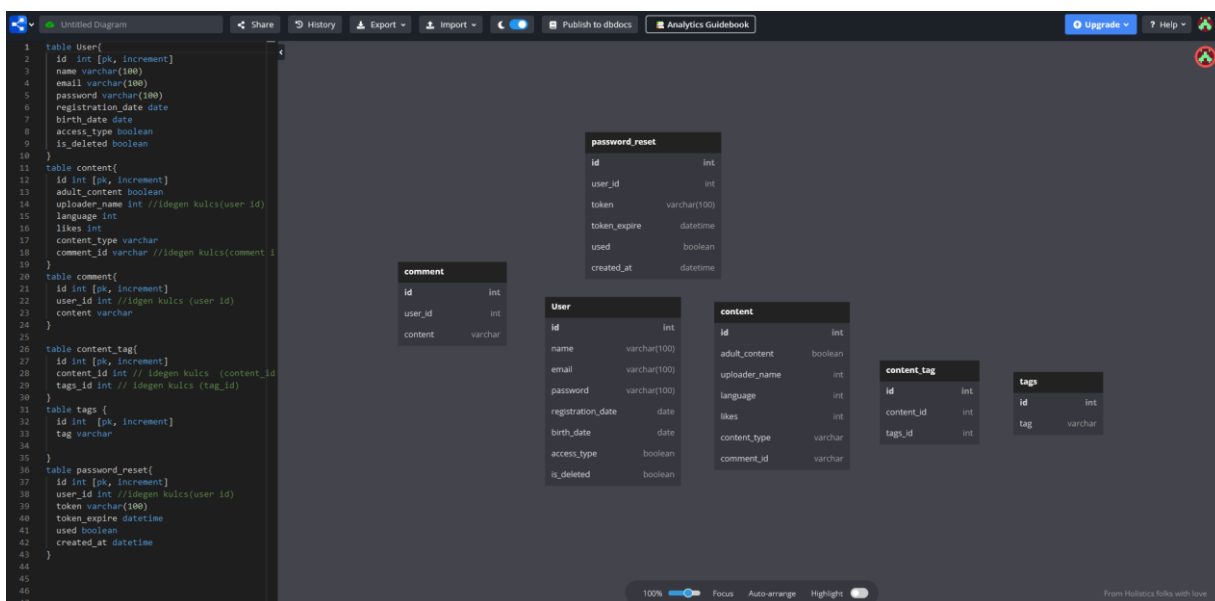 Untitled Diagram Share History Export Import Publish to dbdocs Analytics Guidebook Upgrade ? Help
1 table User{
2 id int [pk, increment]
3 name varchar(100)
4 email varchar(100)
5 password varchar(100)
6 registration_date date
7 birth_date date
8 access_type boolean
9 is_deleted boolean
10 }
11 table content{
12 id int [pk, increment]
13 adult_content boolean
14 uploader_name int //idegen kulcs(user id)
15 language int
16 likes int
17 content_type varchar
18 comment_id varchar //idegen kulcs(comment i
19 }
20 table comment{
21 id int [pk, increment]
22 user_id int //idgen kulcs (user id)
23 content varchar
24 }
25
26 table content_tag{
27 id int [pk, increment]
28 content_id int // idegen kulcs (content_id
29 tags_id int // idegen kulcs (tag_id)
30 }
31 table tags {
32 id int [pk, increment]
33 tag varchar
34
35 }
36 table password_reset{
37 id int [pk, increment]
38 user_id int //idegen kulcs(user id)
39 token varchar(100)
40 token_expire datetime
41 used boolean
42 created_at datetime
43 }
44
45
46
password_reset
id int
user_id int
token varchar(100)
token_expire datetime
used boolean
created_at datetime
comment
id int
user_id int
content varchar
User
id int
name varchar(100)
email varchar(100)
password varchar(100)
registration_date date
birth_date date
access_type boolean
is_deleted boolean
content
id int
adult_content boolean
uploader_name int
language int
likes int
content_type varchar
comment_id varchar
content_tag
id int
content_id int
tags_id int
tags
id int
tag varchar
100% Focus Auto-arrange Highlight
From Holistics folks with love